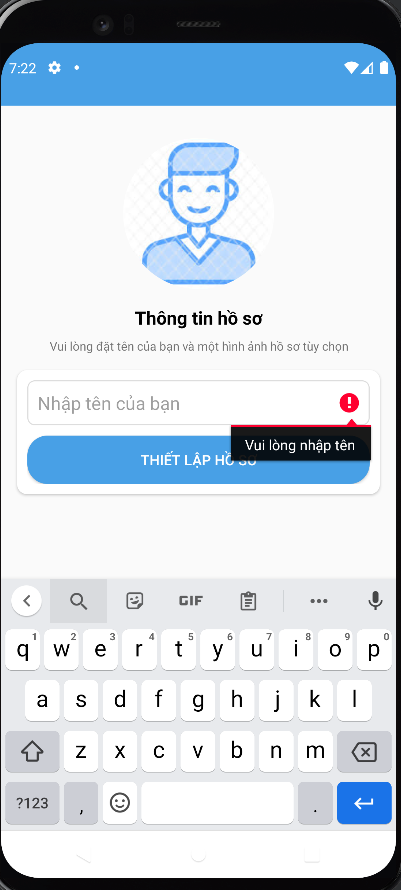 7:22
Thông tin hồ sơ
Vui lòng đặt tên của bạn và một hình ảnh hồ sơ tùy chọn
Nhập tên của bạn
Vui lòng nhập tên
THIẾT LẬP HỒ SƠ
GIF
q1 w2 e3 r4 t5 y6 u7 i8 o9 p0
a s d f g h j k l
z x c v b n m
?123 , .